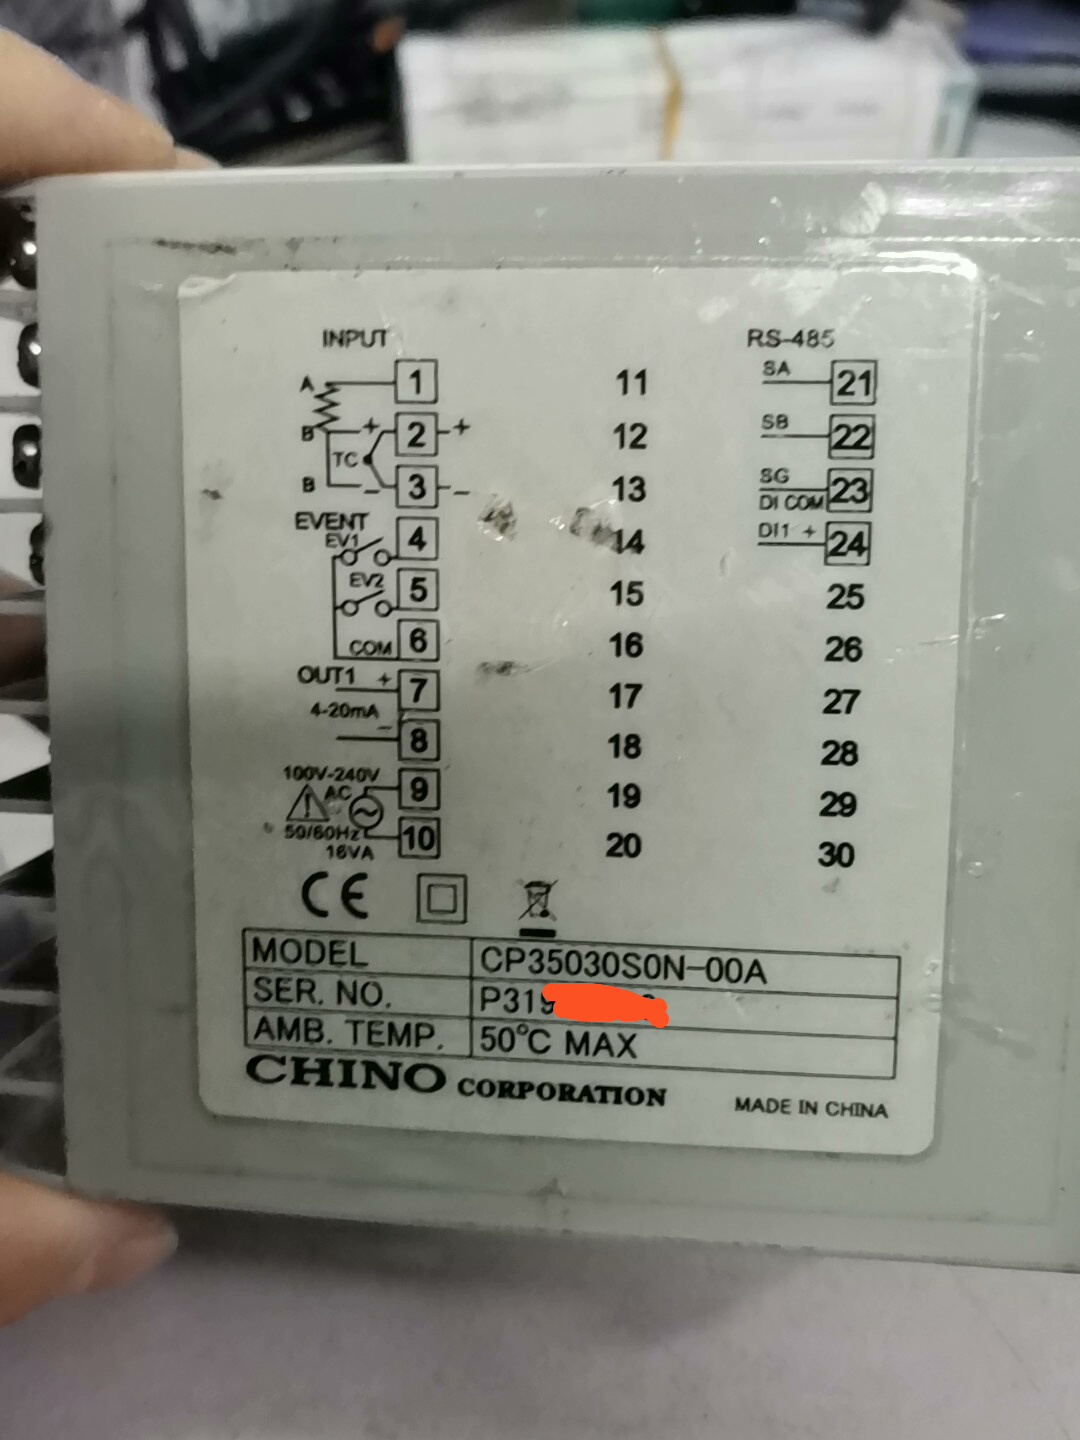 INPUT
A 1
B + 2 +
TC
B - 3 -
EVENT
EV1 4
EV2 5
COM 6
OUT1 + 7
4-20mA
- 8
100V-240V
AC 9
50/60Hz 10
16VA
11
12
13
14
15
16
17
18
19
20
RS-485
SA 21
SB 22
SG 23
DI COM
DI1 + 24
25
26
27
28
29
30
CE
MODEL CP35030S0N-00A
SER. NO. P319
AMB. TEMP. 50°C MAX
CHINO CORPORATION
MADE IN CHINA